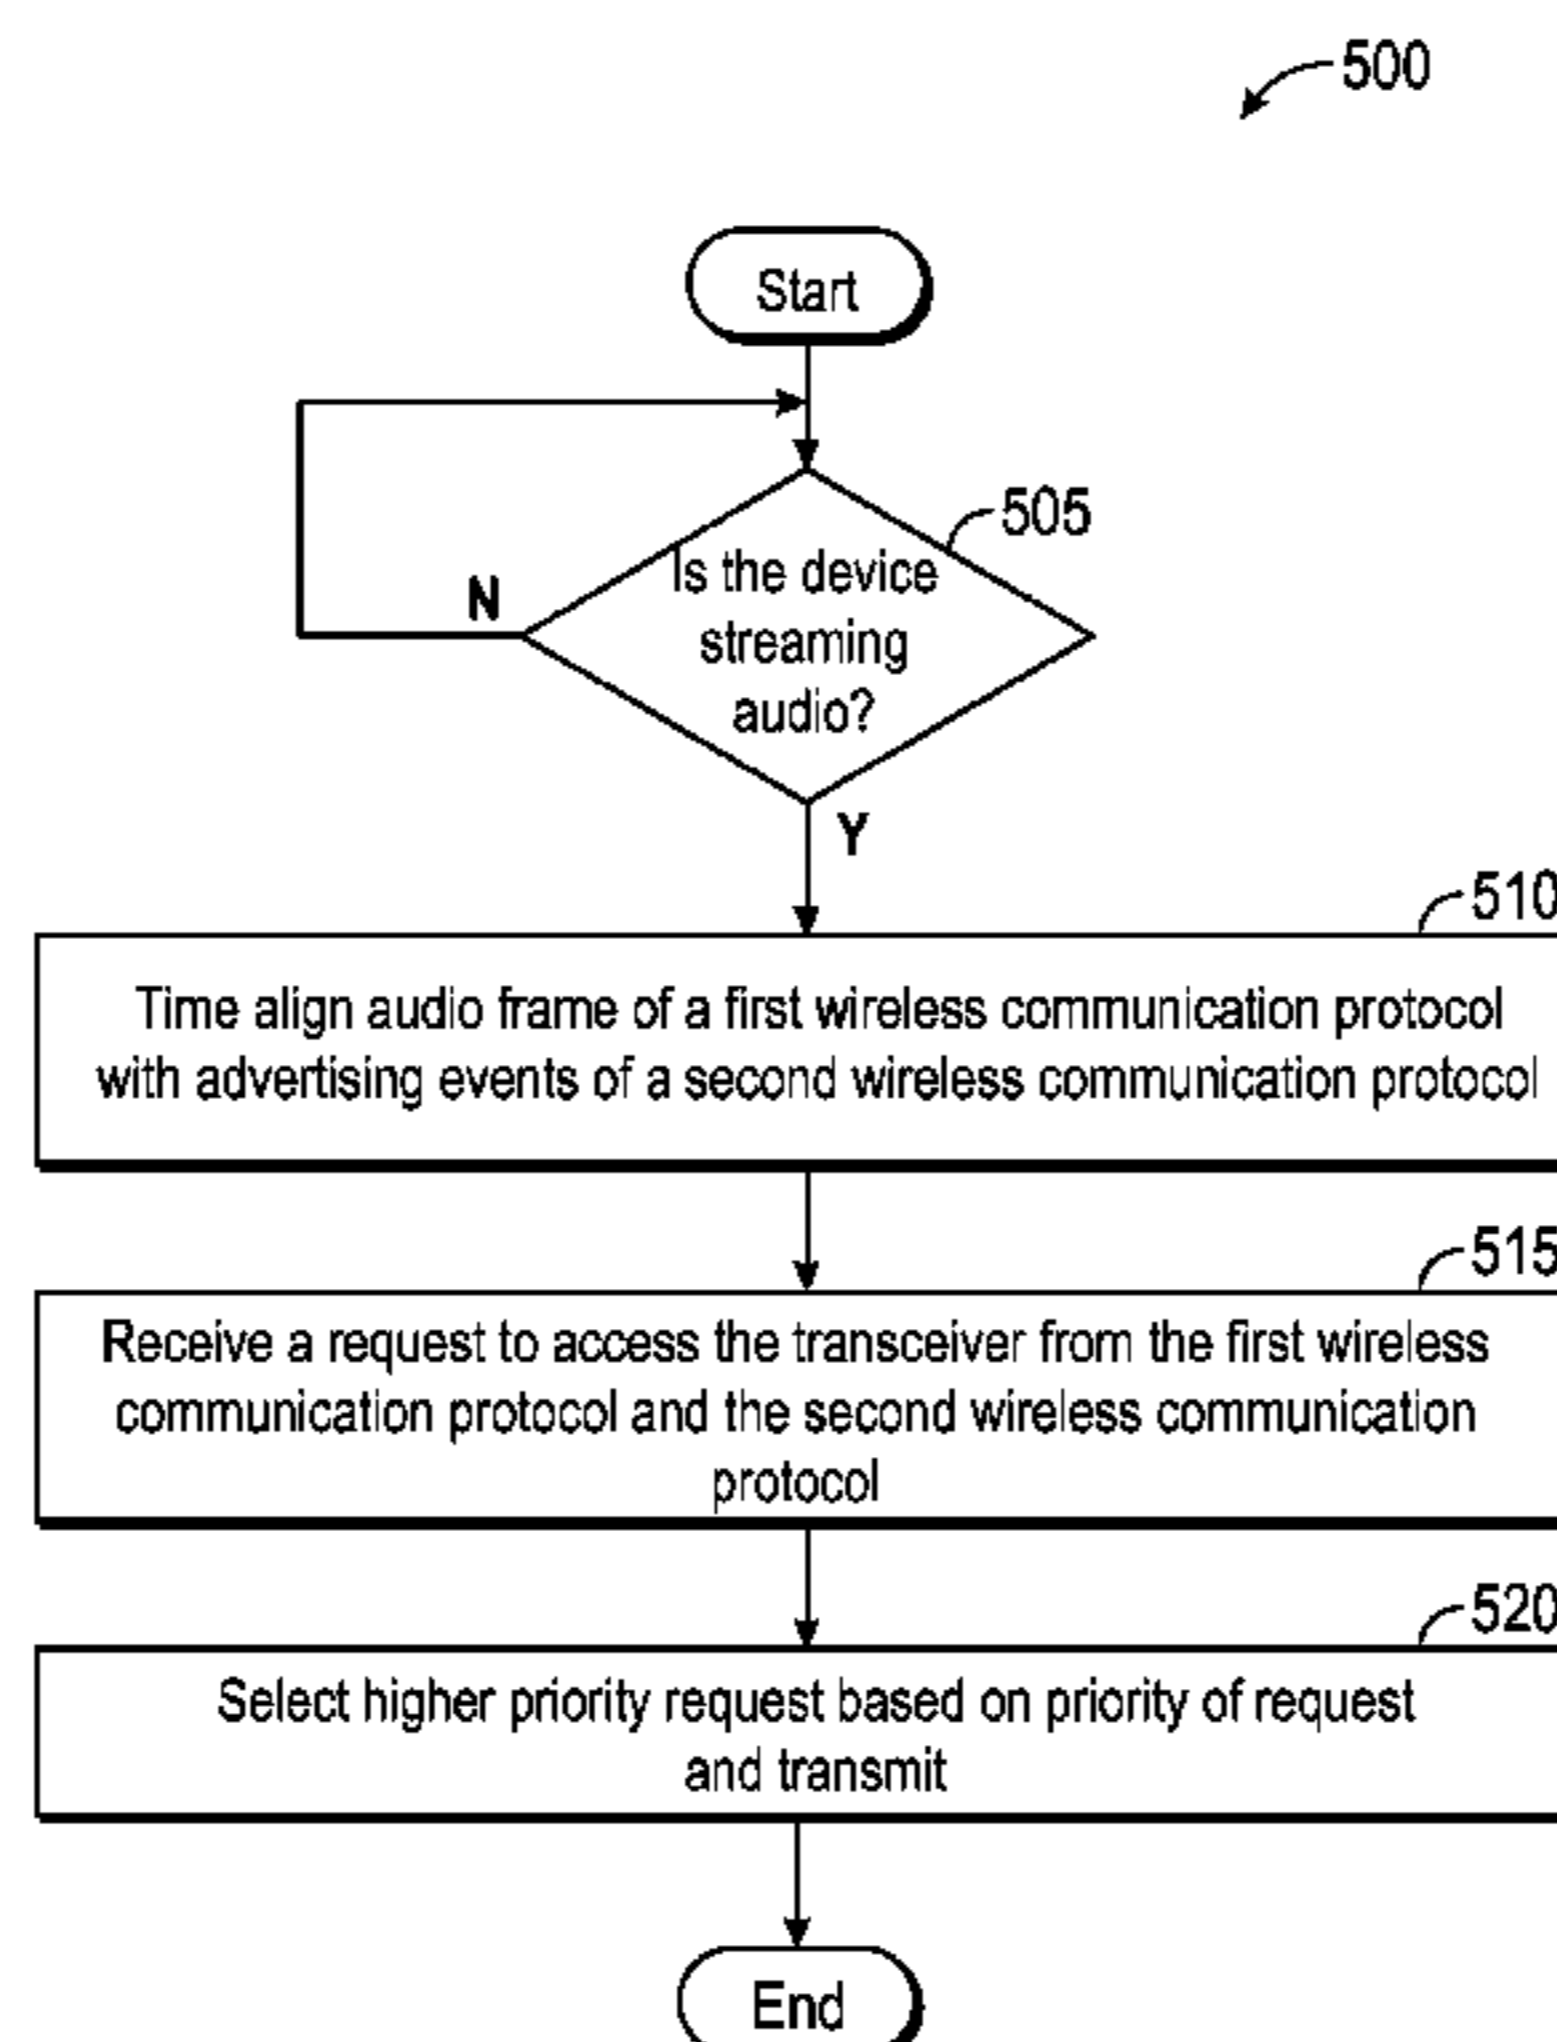 500
Start
505
Is the device
streaming
audio?
N
Y
510
Time align audio frame of a first wireless communication protocol
with advertising events of a second wireless communication protocol
515
Receive a request to access the transceiver from the first wireless
communication protocol and the second wireless communication
protocol
520
Select higher priority request based on priority of request
and transmit
End